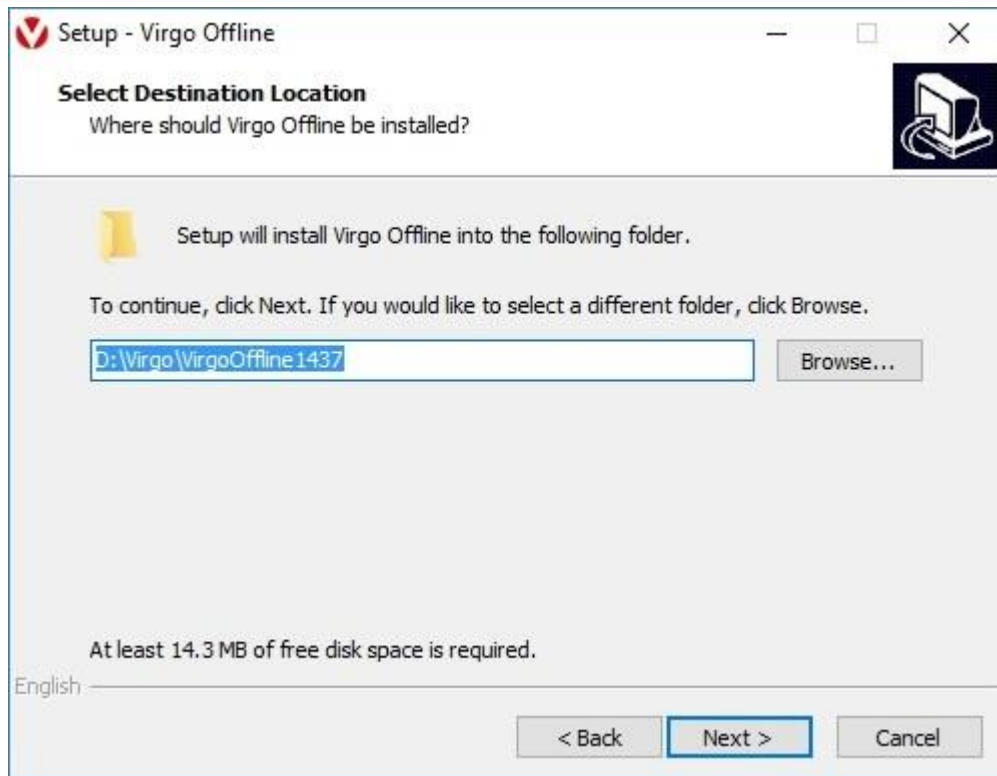 Setup - Virgo Offline
Select Destination Location
Where should Virgo Offline be installed?
Setup will install Virgo Offline into the following folder.
To continue, click Next. If you would like to select a different folder, click Browse.
D:\Virgo\VirgoOffline1437
Browse...
At least 14.3 MB of free disk space is required.
English
< Back
Next >
Cancel